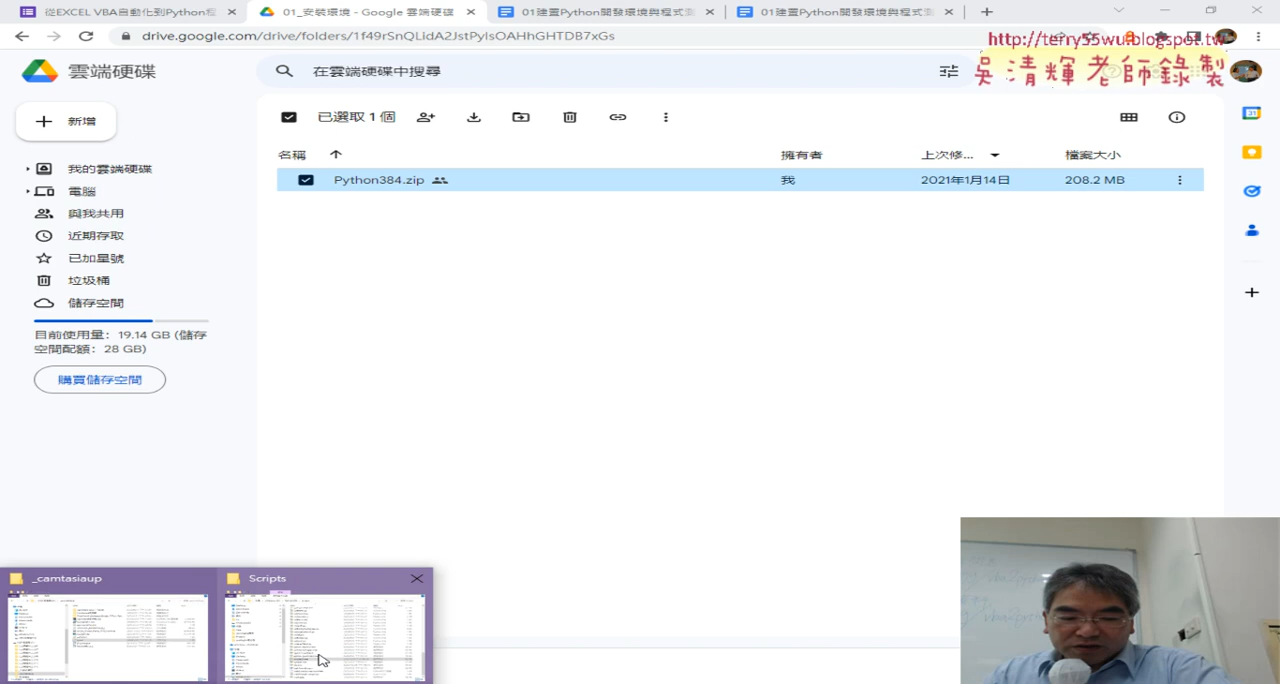 從EXCEL VBA自動化到Python程
01_安裝環境 - Google 雲端硬碟
01建置Python開發環境與程式測
01建置Python開發環境與程式測
drive.google.com/drive/folders/1f49rSnQLidA2JstPyIsOAHhGHTDB7xGs
http://terry55wu.blogspot.tw
吳清輝老師錄製
雲端硬碟
在雲端硬碟中搜尋
新增
已選取 1 個
名稱
擁有者
上次修...
檔案大小
Python384.zip
我
2021年1月14日
208.2 MB
我的雲端硬碟
電腦
與我共用
近期存取
已加星號
垃圾桶
儲存空間
目前使用量：19.14 GB (儲存
空間配額：28 GB)
購買儲存空間
31
_camtasiaup
Scripts